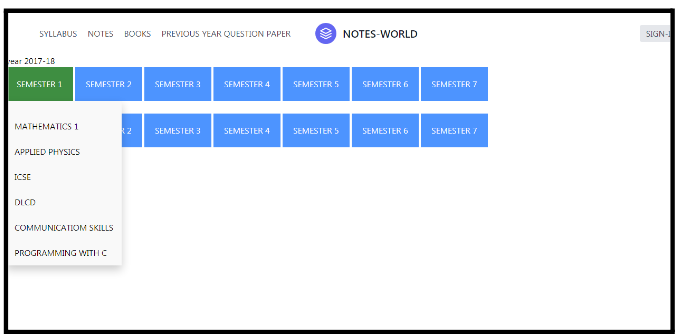 SYLLABUS NOTES BOOKS PREVIOUS YEAR QUESTION PAPER NOTES-WORLD SIGN-I
year 2017-18
SEMESTER 1 SEMESTER 2 SEMESTER 3 SEMESTER 4 SEMESTER 5 SEMESTER 6 SEMESTER 7
2 SEMESTER 3 SEMESTER 4 SEMESTER 5 SEMESTER 6 SEMESTER 7
MATHEMATICS 1
APPLIED PHYSICS
ICSE
DLCD
COMMUNICATIOM SKILLS
PROGRAMMING WITH C